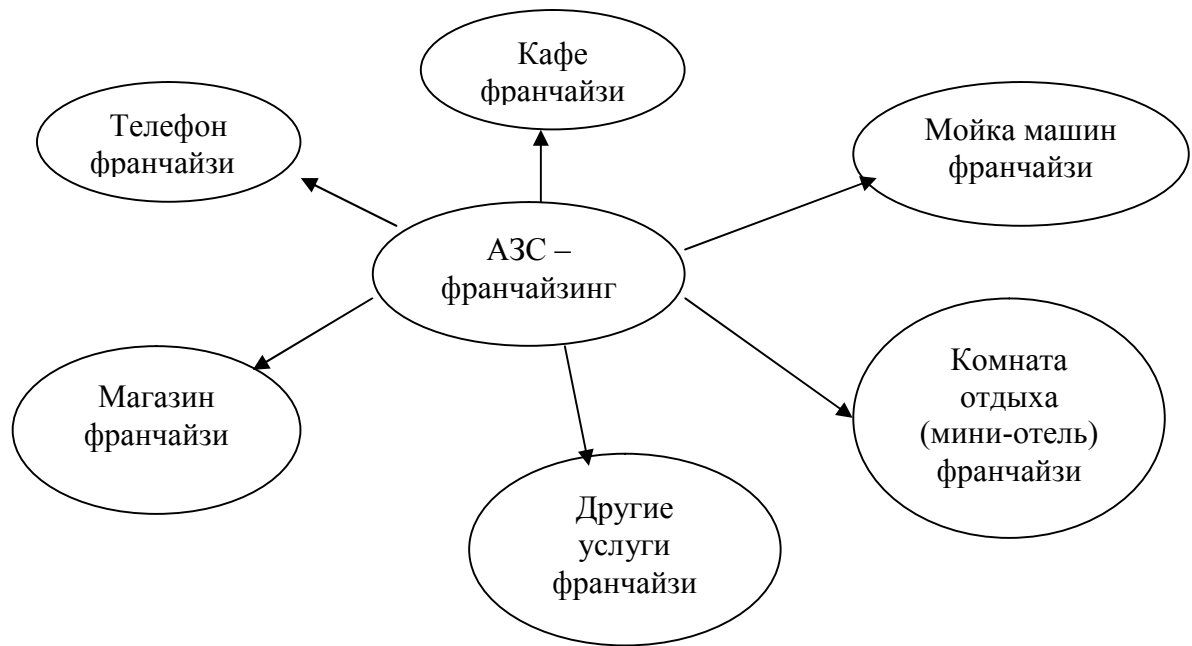 Кафе
франчайзи
Телефон
франчайзи
Мойка машин
франчайзи
АЗС –
франчайзинг
Магазин
франчайзи
Комната
отдыха
(мини-отель)
франчайзи
Другие
услуги
франчайзи